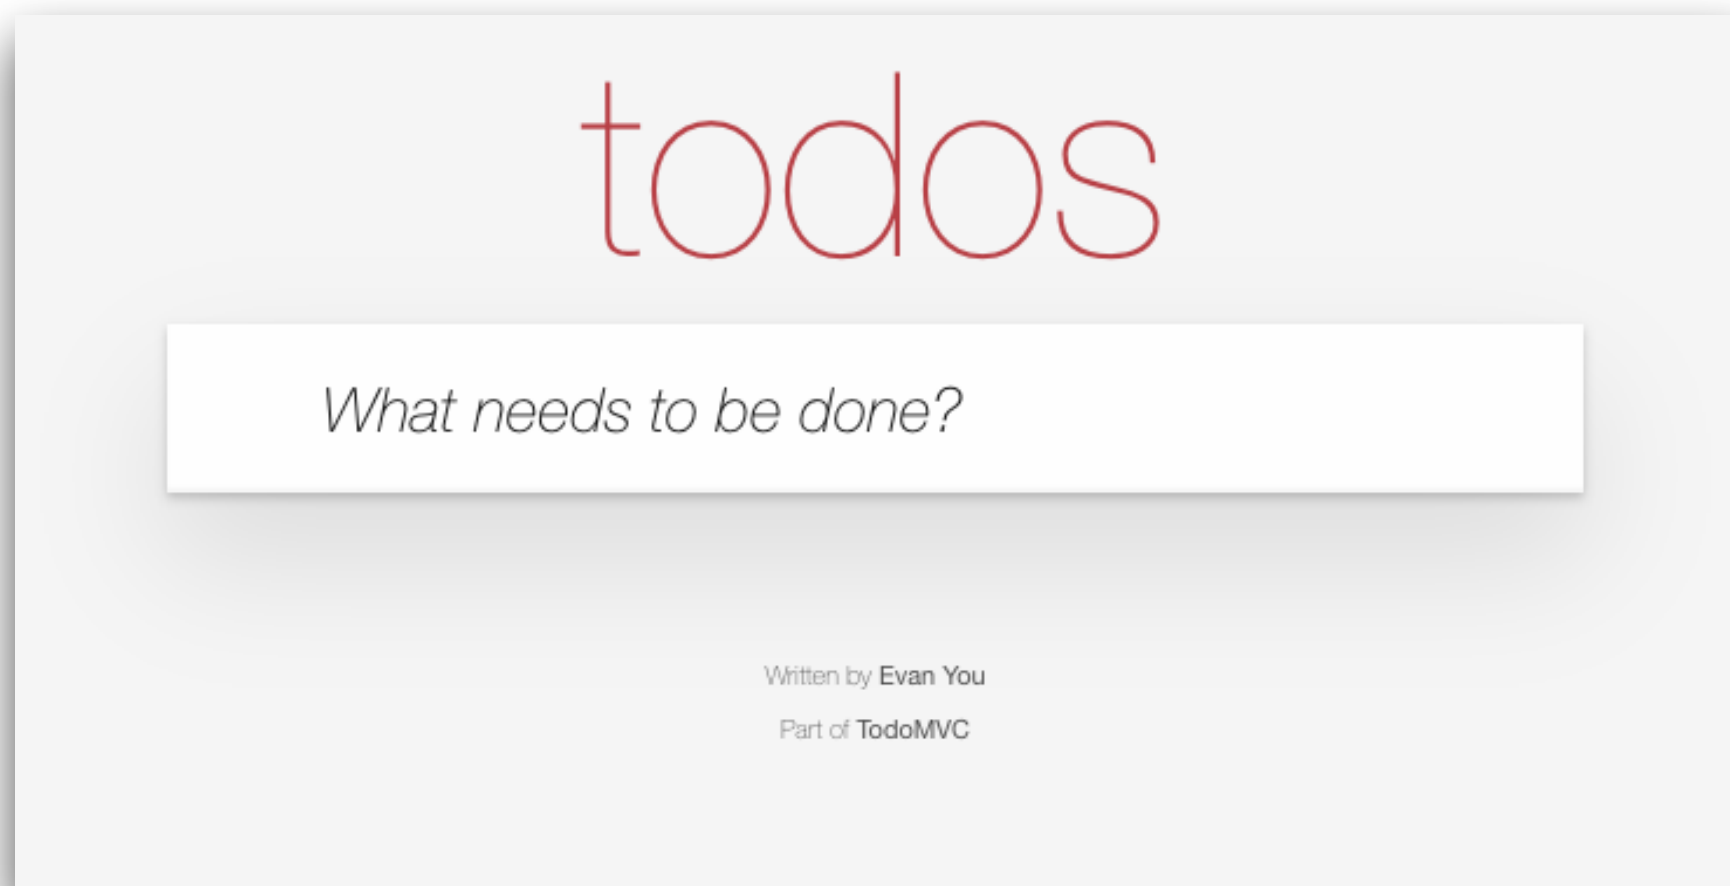 todos
What needs to be done?
Written by Evan You
Part of TodoMVC